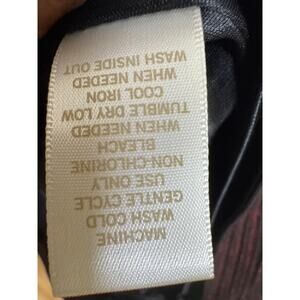 MACHINE
WASH COLD
GENTLE CYCLE
USE ONLY
NON-CHLORINE
BLEACH
WHEN NEEDED
TUMBLE DRY LOW
COOL IRON
WHEN NEEDED
WASH INSIDE OUT